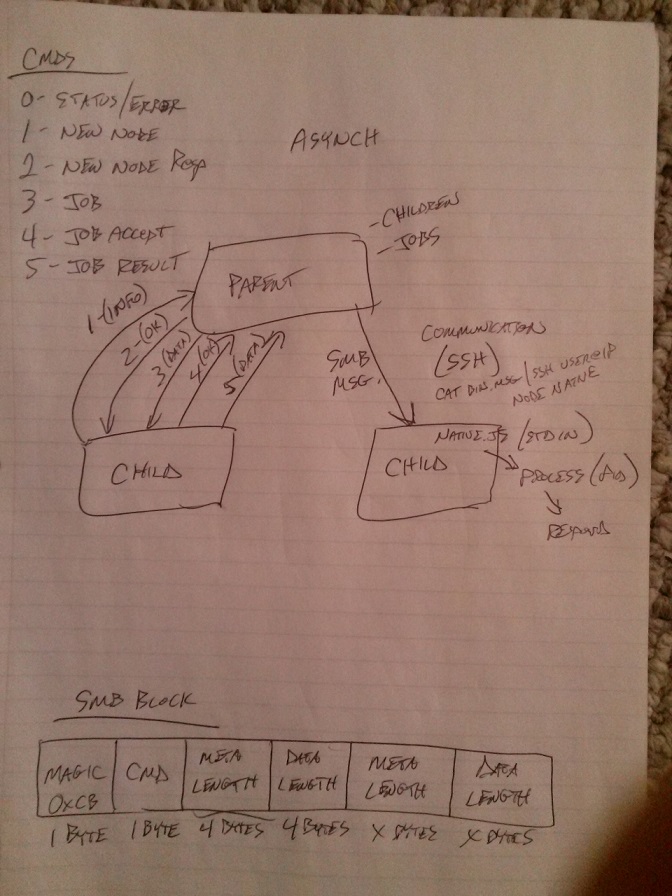 CMDS
0- STATUS/ERROR
1- NEW NODE
2- NEW NODE Resp
3- JOB
4- JOB ACCEPT
5- JOB RESULT
ASYNCH
- CHILDREN
- JOBS
PARENT
1-(INFO)
2-(OK)
3 (DATA)
4 (OK)
5 (DATA)
CHILD
SMB
MSG.
COMMUNICATION
(SSH)
CAT BIN.MSG | SSH USER@IP
NODE NATIVE
NATIVE.JS (STDIN)
CHILD
PROCESS
RESPOND
SMB BLOCK
MAGIC
0xCB
CMD
META
LENGTH
DATA
LENGTH
META
LENGTH
DATA
LENGTH
1 BYTE 1 BYTE 4 BYTES 4 BYTES X BYTES X BYTES